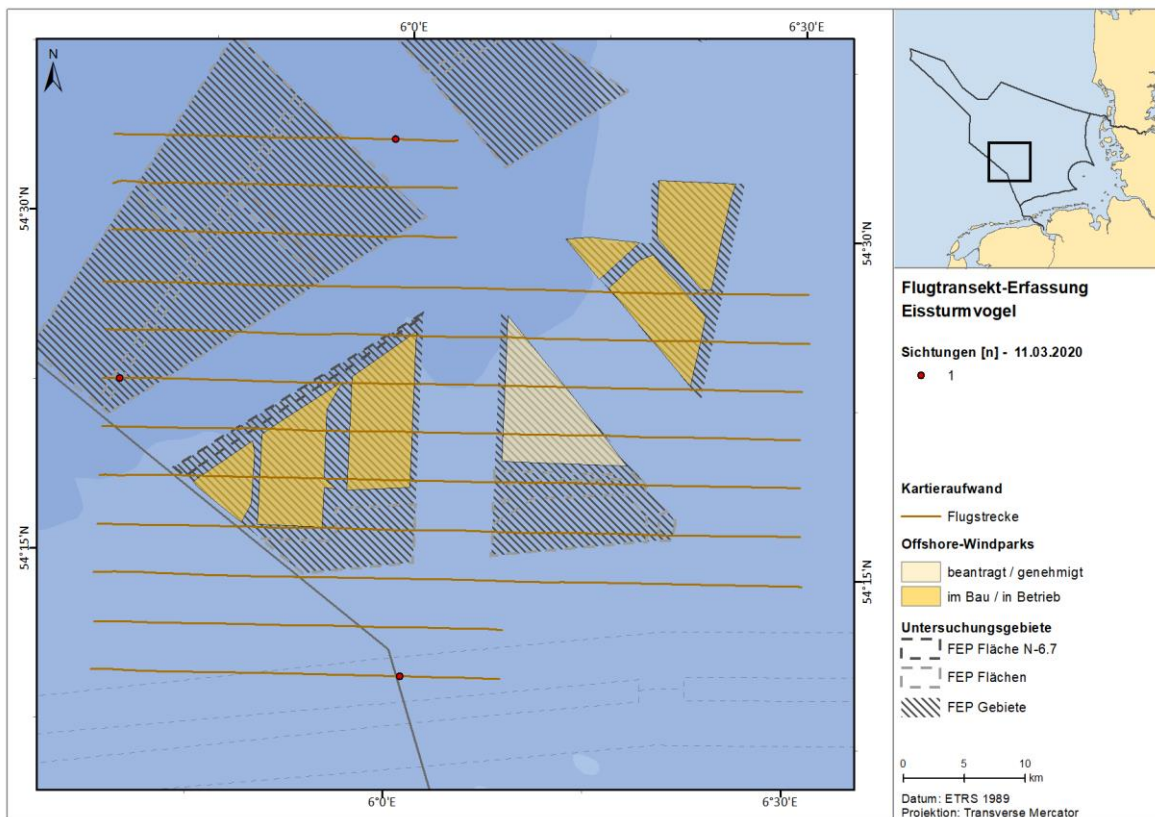 6°0'E
6°30'E
N
54°30'N
54°30'N
54°15'N
54°15'N
6°0'E
6°30'E
Flugtransekt-Erfassung
Eissturmvogel
Sichtungen [n] - 11.03.2020
1
Kartieraufwand
Flugstrecke
Offshore-Windparks
beantragt / genehmigt
im Bau / in Betrieb
Untersuchungsgebiete
FEP Fläche N-6.7
FEP Flächen
FEP Gebiete
0 5 10
km
Datum: ETRS 1989
Projektion: Transverse Mercator